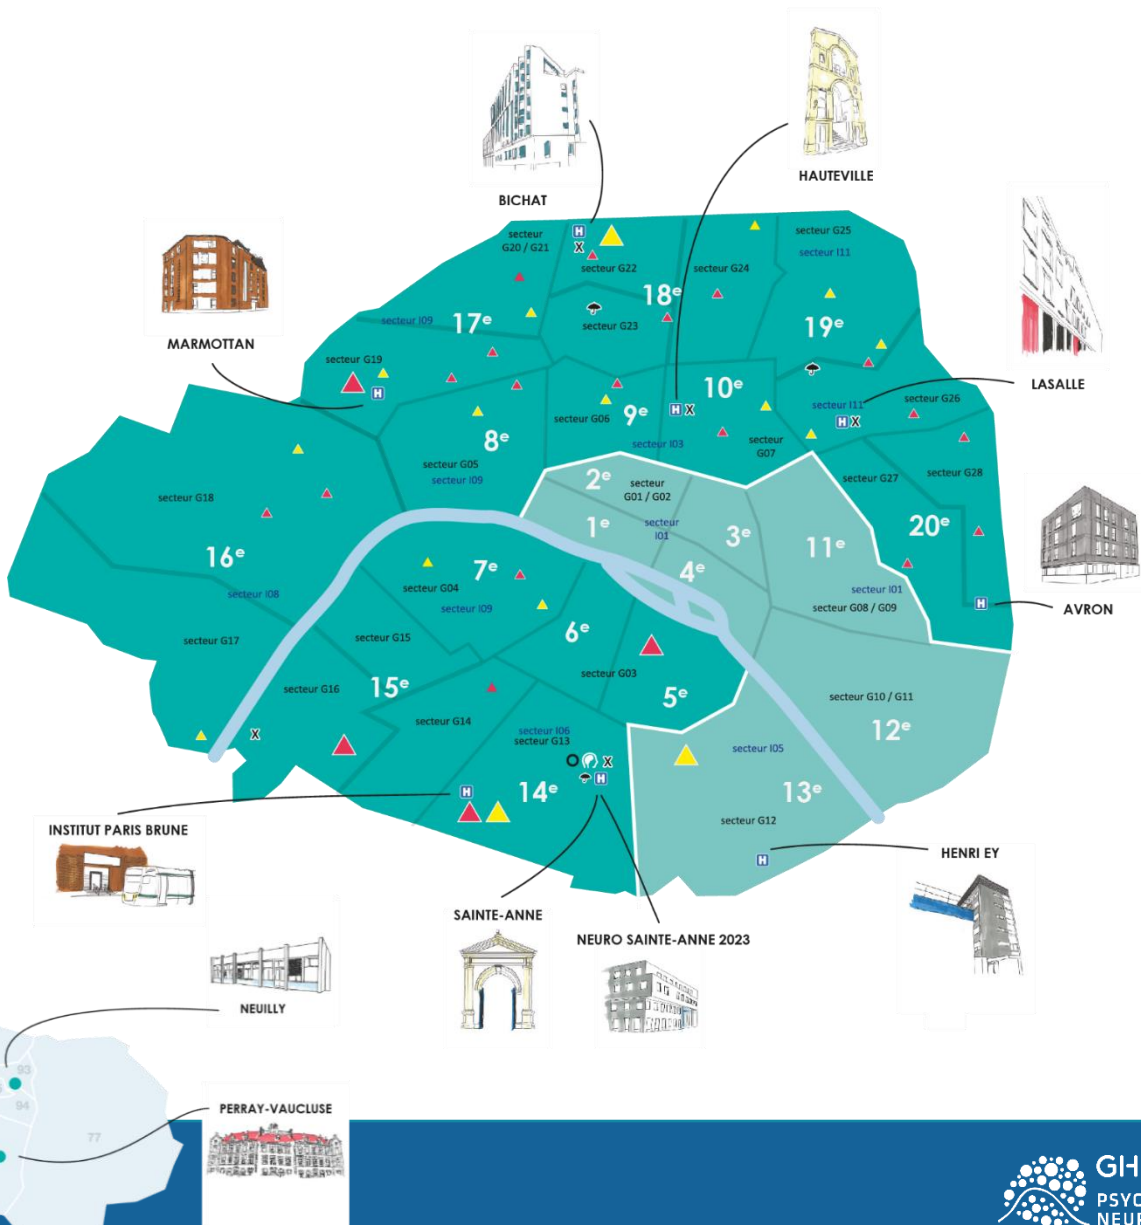 HAUTEVILLE
BICHAT
MARMOTTAN
LASALLE
secteur
G20 / G21
H
X
secteur G22
secteur G24
secteur G25
secteur I11
18e
secteur G23
secteur I09
17e
19e
secteur G19
H
10e
secteur I11
H X
secteur G26
secteur G06
9e
H X
secteur I03
secteur
G07
8e
secteur G05
secteur I09
secteur G27
secteur G28
2e
secteur
G01 / G02
secteur G18
1e
secteur
I01
3e
11e
20e
16e
7e
secteur G04
4e
secteur I01
secteur G08 / G09
H
AVRON
secteur I08
secteur I09
secteur G17
secteur G15
6e
secteur G03
secteur G16
15e
5e
secteur G10 / G11
12e
X
secteur G14
secteur I06
secteur G13
X
H
secteur I05
H
14e
13e
secteur G12
INSTITUT PARIS BRUNE
H
HENRI EY
SAINTE-ANNE
NEURO SAINTE-ANNE 2023
NEUILLY
93
94
77
PERRAY-VAUCLUSE
GH
PSYC
NEUR